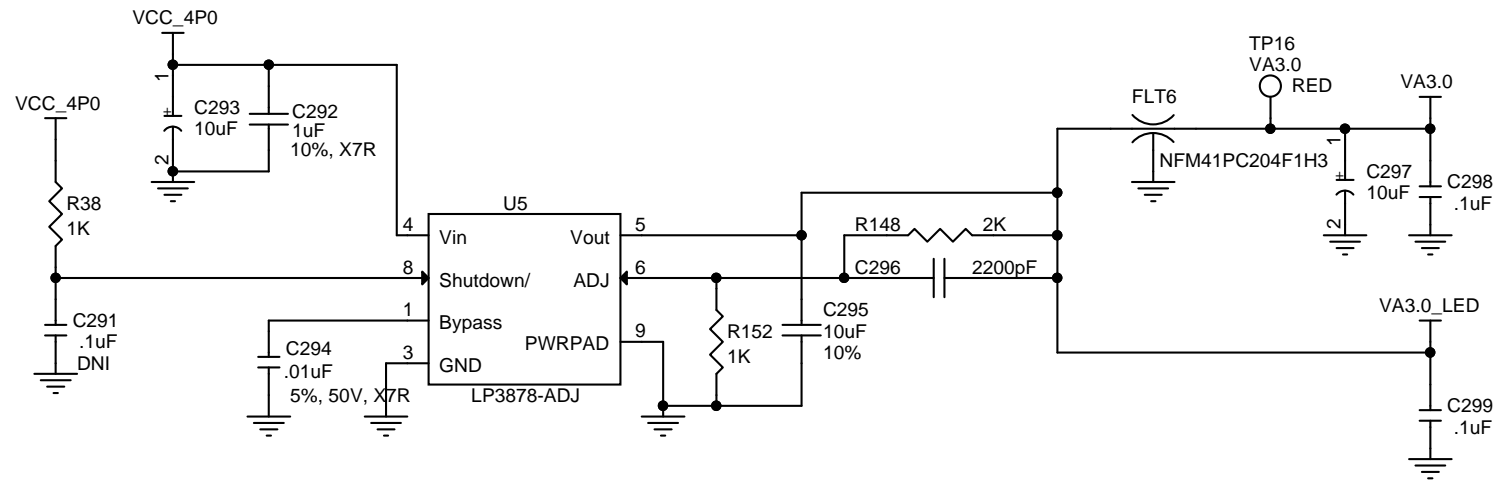 VCC_4P0
TP16
VA3.0
RED
VA3.0
VCC_4P0
1
C293
10uF
2
C292
1uF
10%, X7R
FLT6
NFM41PC204F1H3
1
+
C297
10uF
2
C298
.1uF
R38
1K
U5
4
Vin
Vout
5
R148
2K
8
Shutdown/
ADJ
6
C296
2200pF
C291
.1uF
DNI
1
Bypass
R152
1K
C295
10uF
10%
VA3.0_LED
C294
.01uF
5%, 50V, X7R
3
GND
PWRPAD
9
LP3878-ADJ
C299
.1uF
+